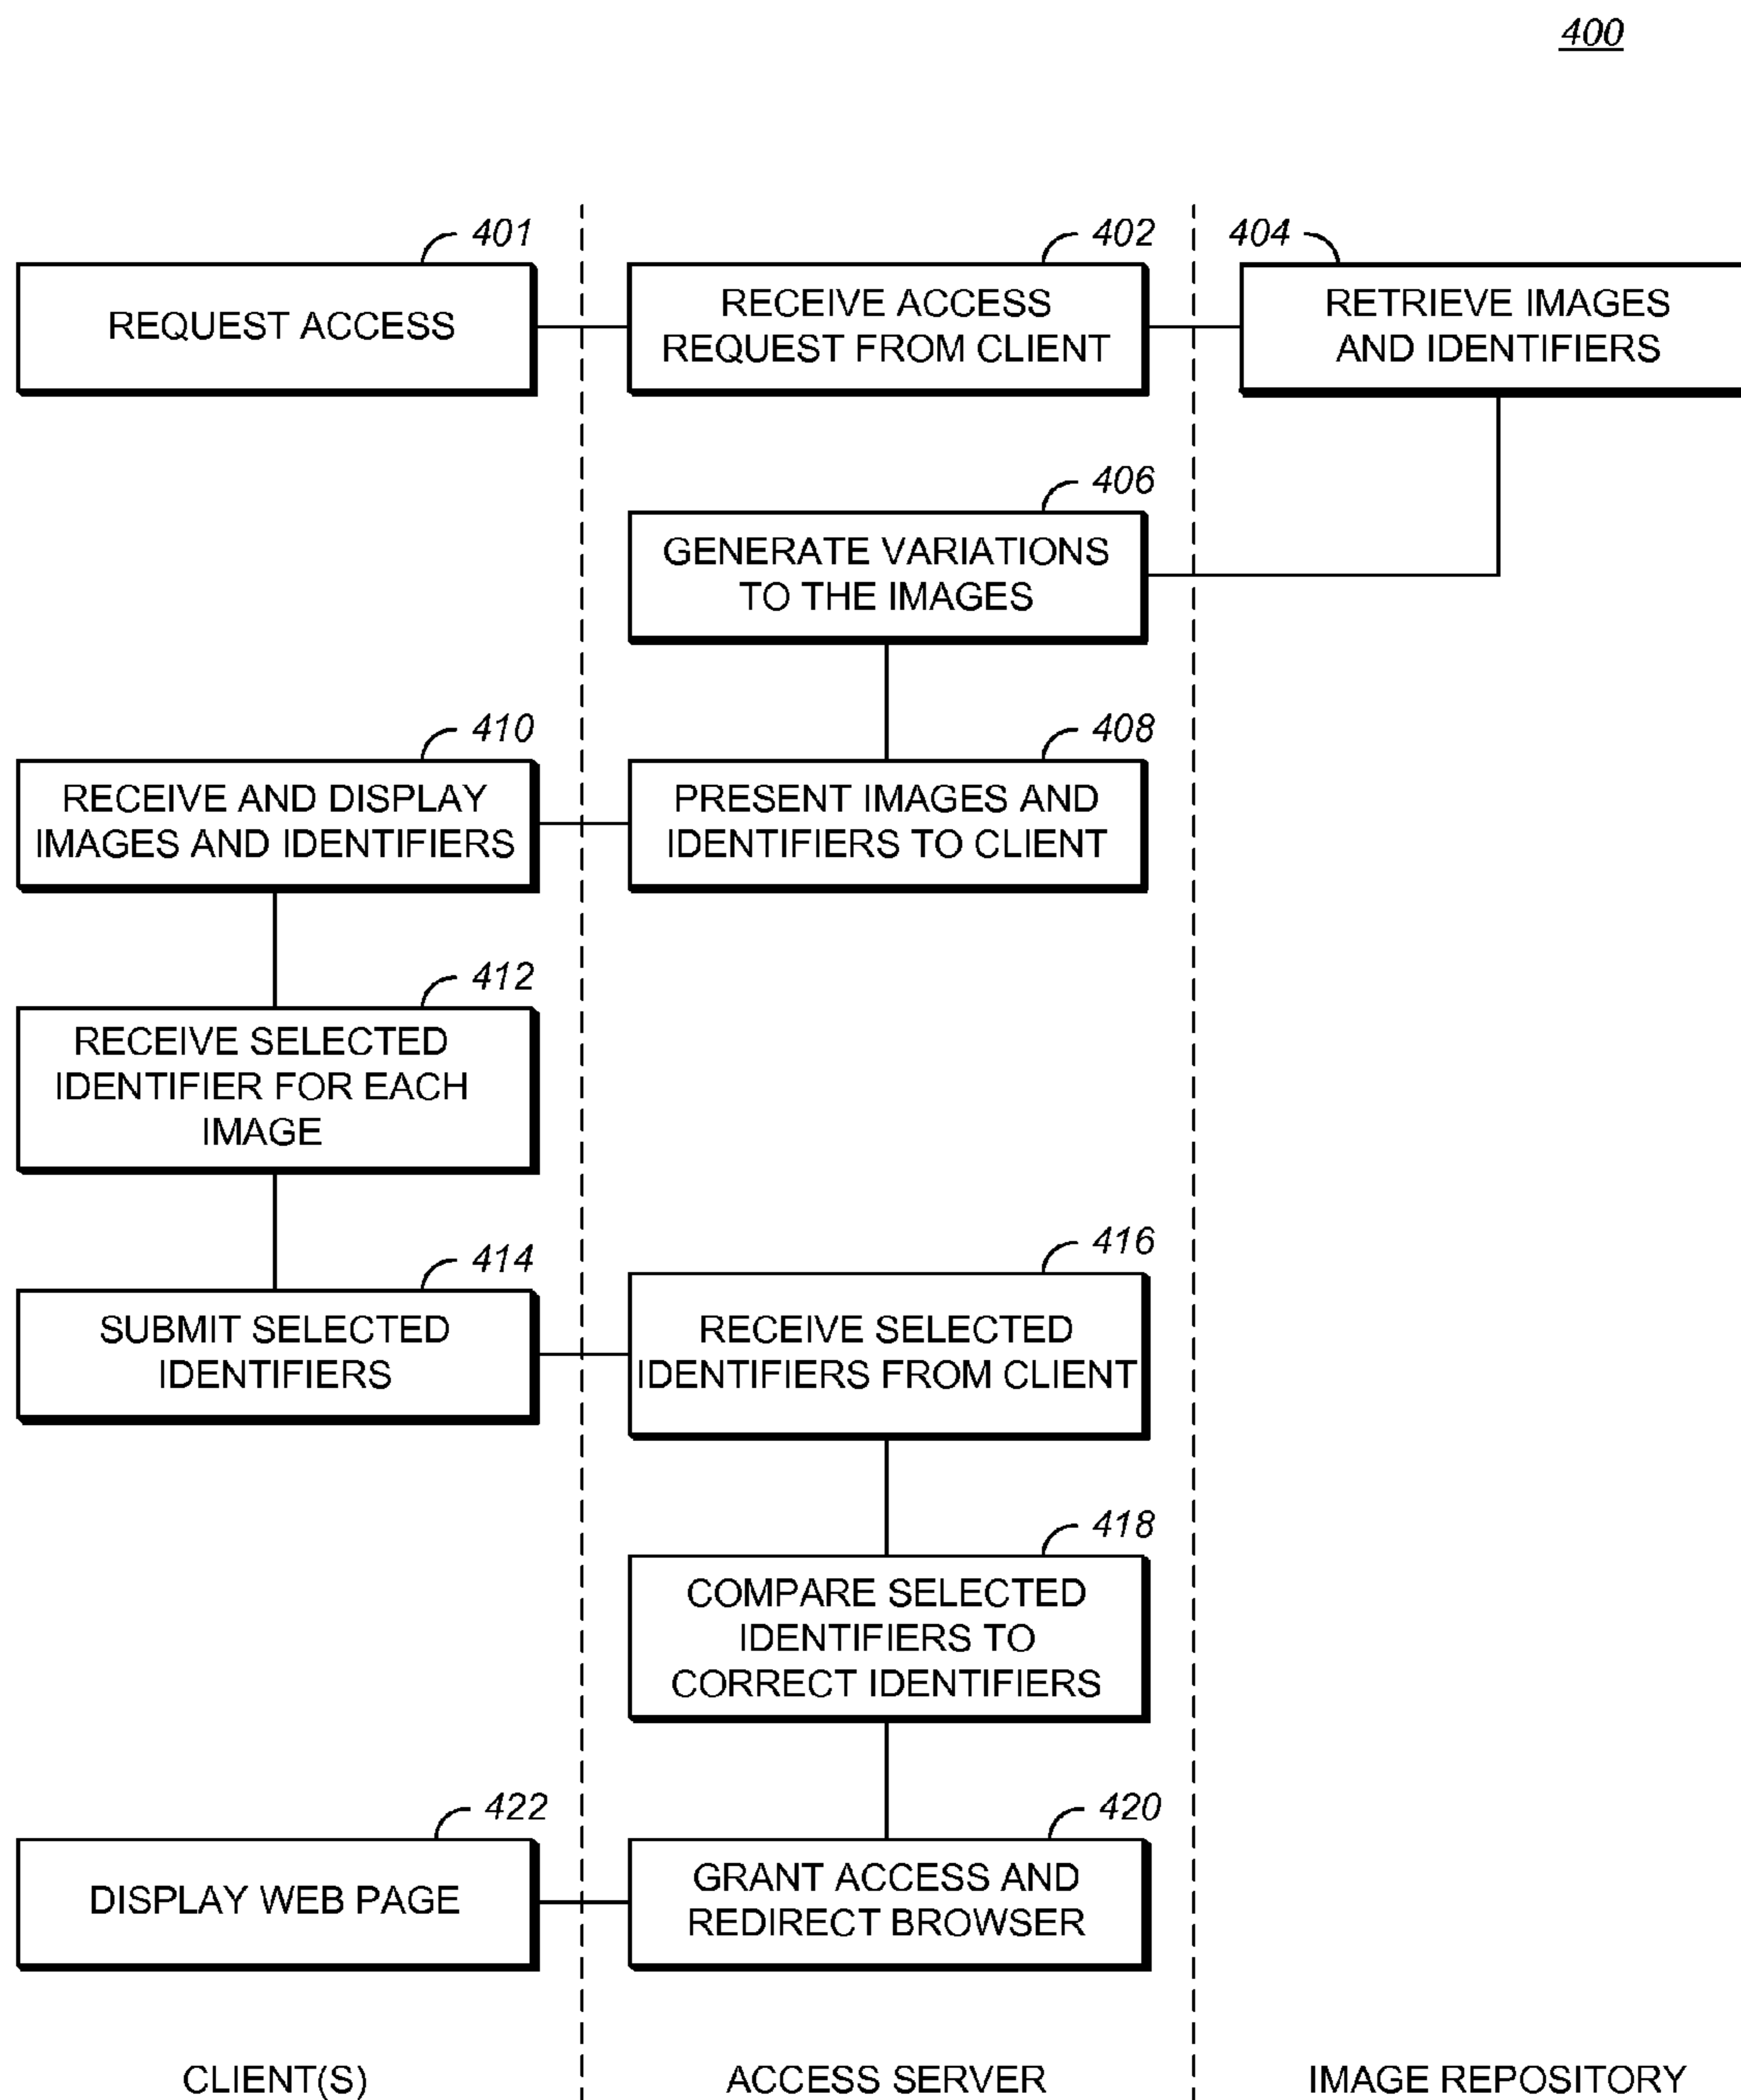 400
401
REQUEST ACCESS
402
RECEIVE ACCESS
REQUEST FROM CLIENT
404
RETRIEVE IMAGES
AND IDENTIFIERS
406
GENERATE VARIATIONS
TO THE IMAGES
410
RECEIVE AND DISPLAY
IMAGES AND IDENTIFIERS
408
PRESENT IMAGES AND
IDENTIFIERS TO CLIENT
412
RECEIVE SELECTED
IDENTIFIER FOR EACH
IMAGE
414
SUBMIT SELECTED
IDENTIFIERS
416
RECEIVE SELECTED
IDENTIFIERS FROM CLIENT
418
COMPARE SELECTED
IDENTIFIERS TO
CORRECT IDENTIFIERS
422
DISPLAY WEB PAGE
420
GRANT ACCESS AND
REDIRECT BROWSER
CLIENT(S)
ACCESS SERVER
IMAGE REPOSITORY